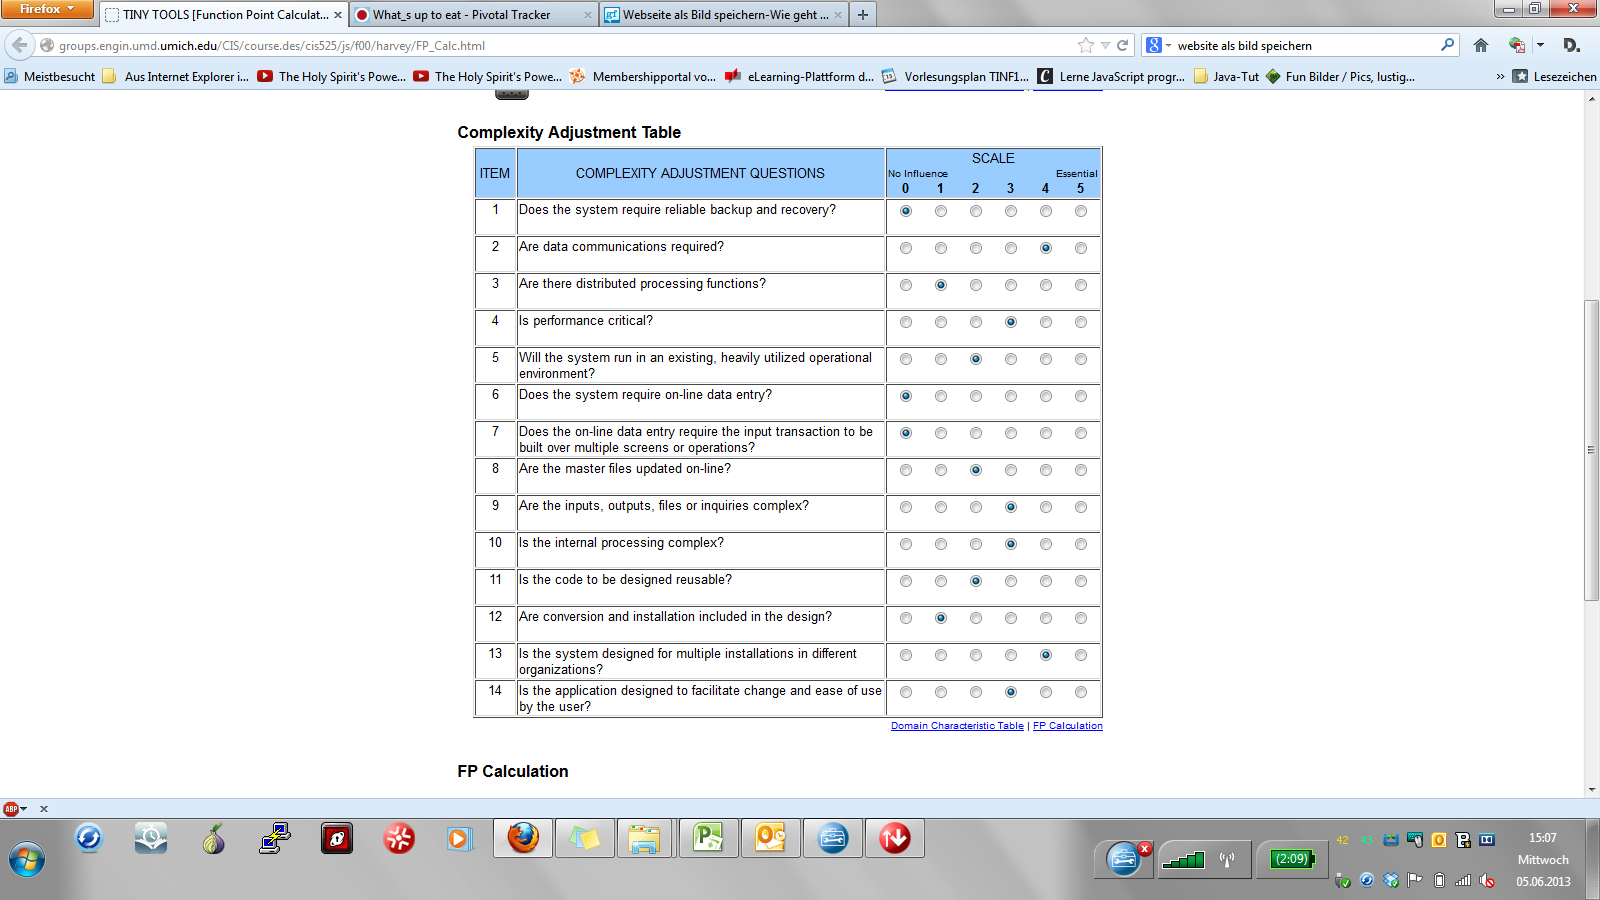 Firefox
TINY TOOLS [Function Point Calculat...
What_s up to eat - Pivotal Tracker
Webseite als Bild speichern-Wie geht ...
groups.engin.umd.umich.edu/CIS/course.des/cis525/js/f00/harvey/FP_Calc.html
website als bild speichern
Meistbesucht
Aus Internet Explorer i...
The Holy Spirit's Powe...
The Holy Spirit's Powe...
Membershipportal vo...
eLearning-Plattform d...
Vorlesungsplan TINF1...
Lerne JavaScript progr...
Java-Tut
Fun Bilder / Pics, lustig...
»
Lesezeichen
Complexity Adjustment Table
ITEM
COMPLEXITY ADJUSTMENT QUESTIONS
SCALE
No Influence Essential
0 1 2 3 4 5
1 Does the system require reliable backup and recovery?
2 Are data communications required?
3 Are there distributed processing functions?
4 Is performance critical?
5 Will the system run in an existing, heavily utilized operational
environment?
6 Does the system require on-line data entry?
7 Does the on-line data entry require the input transaction to be
built over multiple screens or operations?
8 Are the master files updated on-line?
9 Are the inputs, outputs, files or inquiries complex?
10 Is the internal processing complex?
11 Is the code to be designed reusable?
12 Are conversion and installation included in the design?
13 Is the system designed for multiple installations in different
organizations?
14 Is the application designed to facilitate change and ease of use
by the user?
Domain Characteristic Table | FP Calculation
FP Calculation
ABP
(2:09)
42
15:07
Mittwoch
05.06.2013